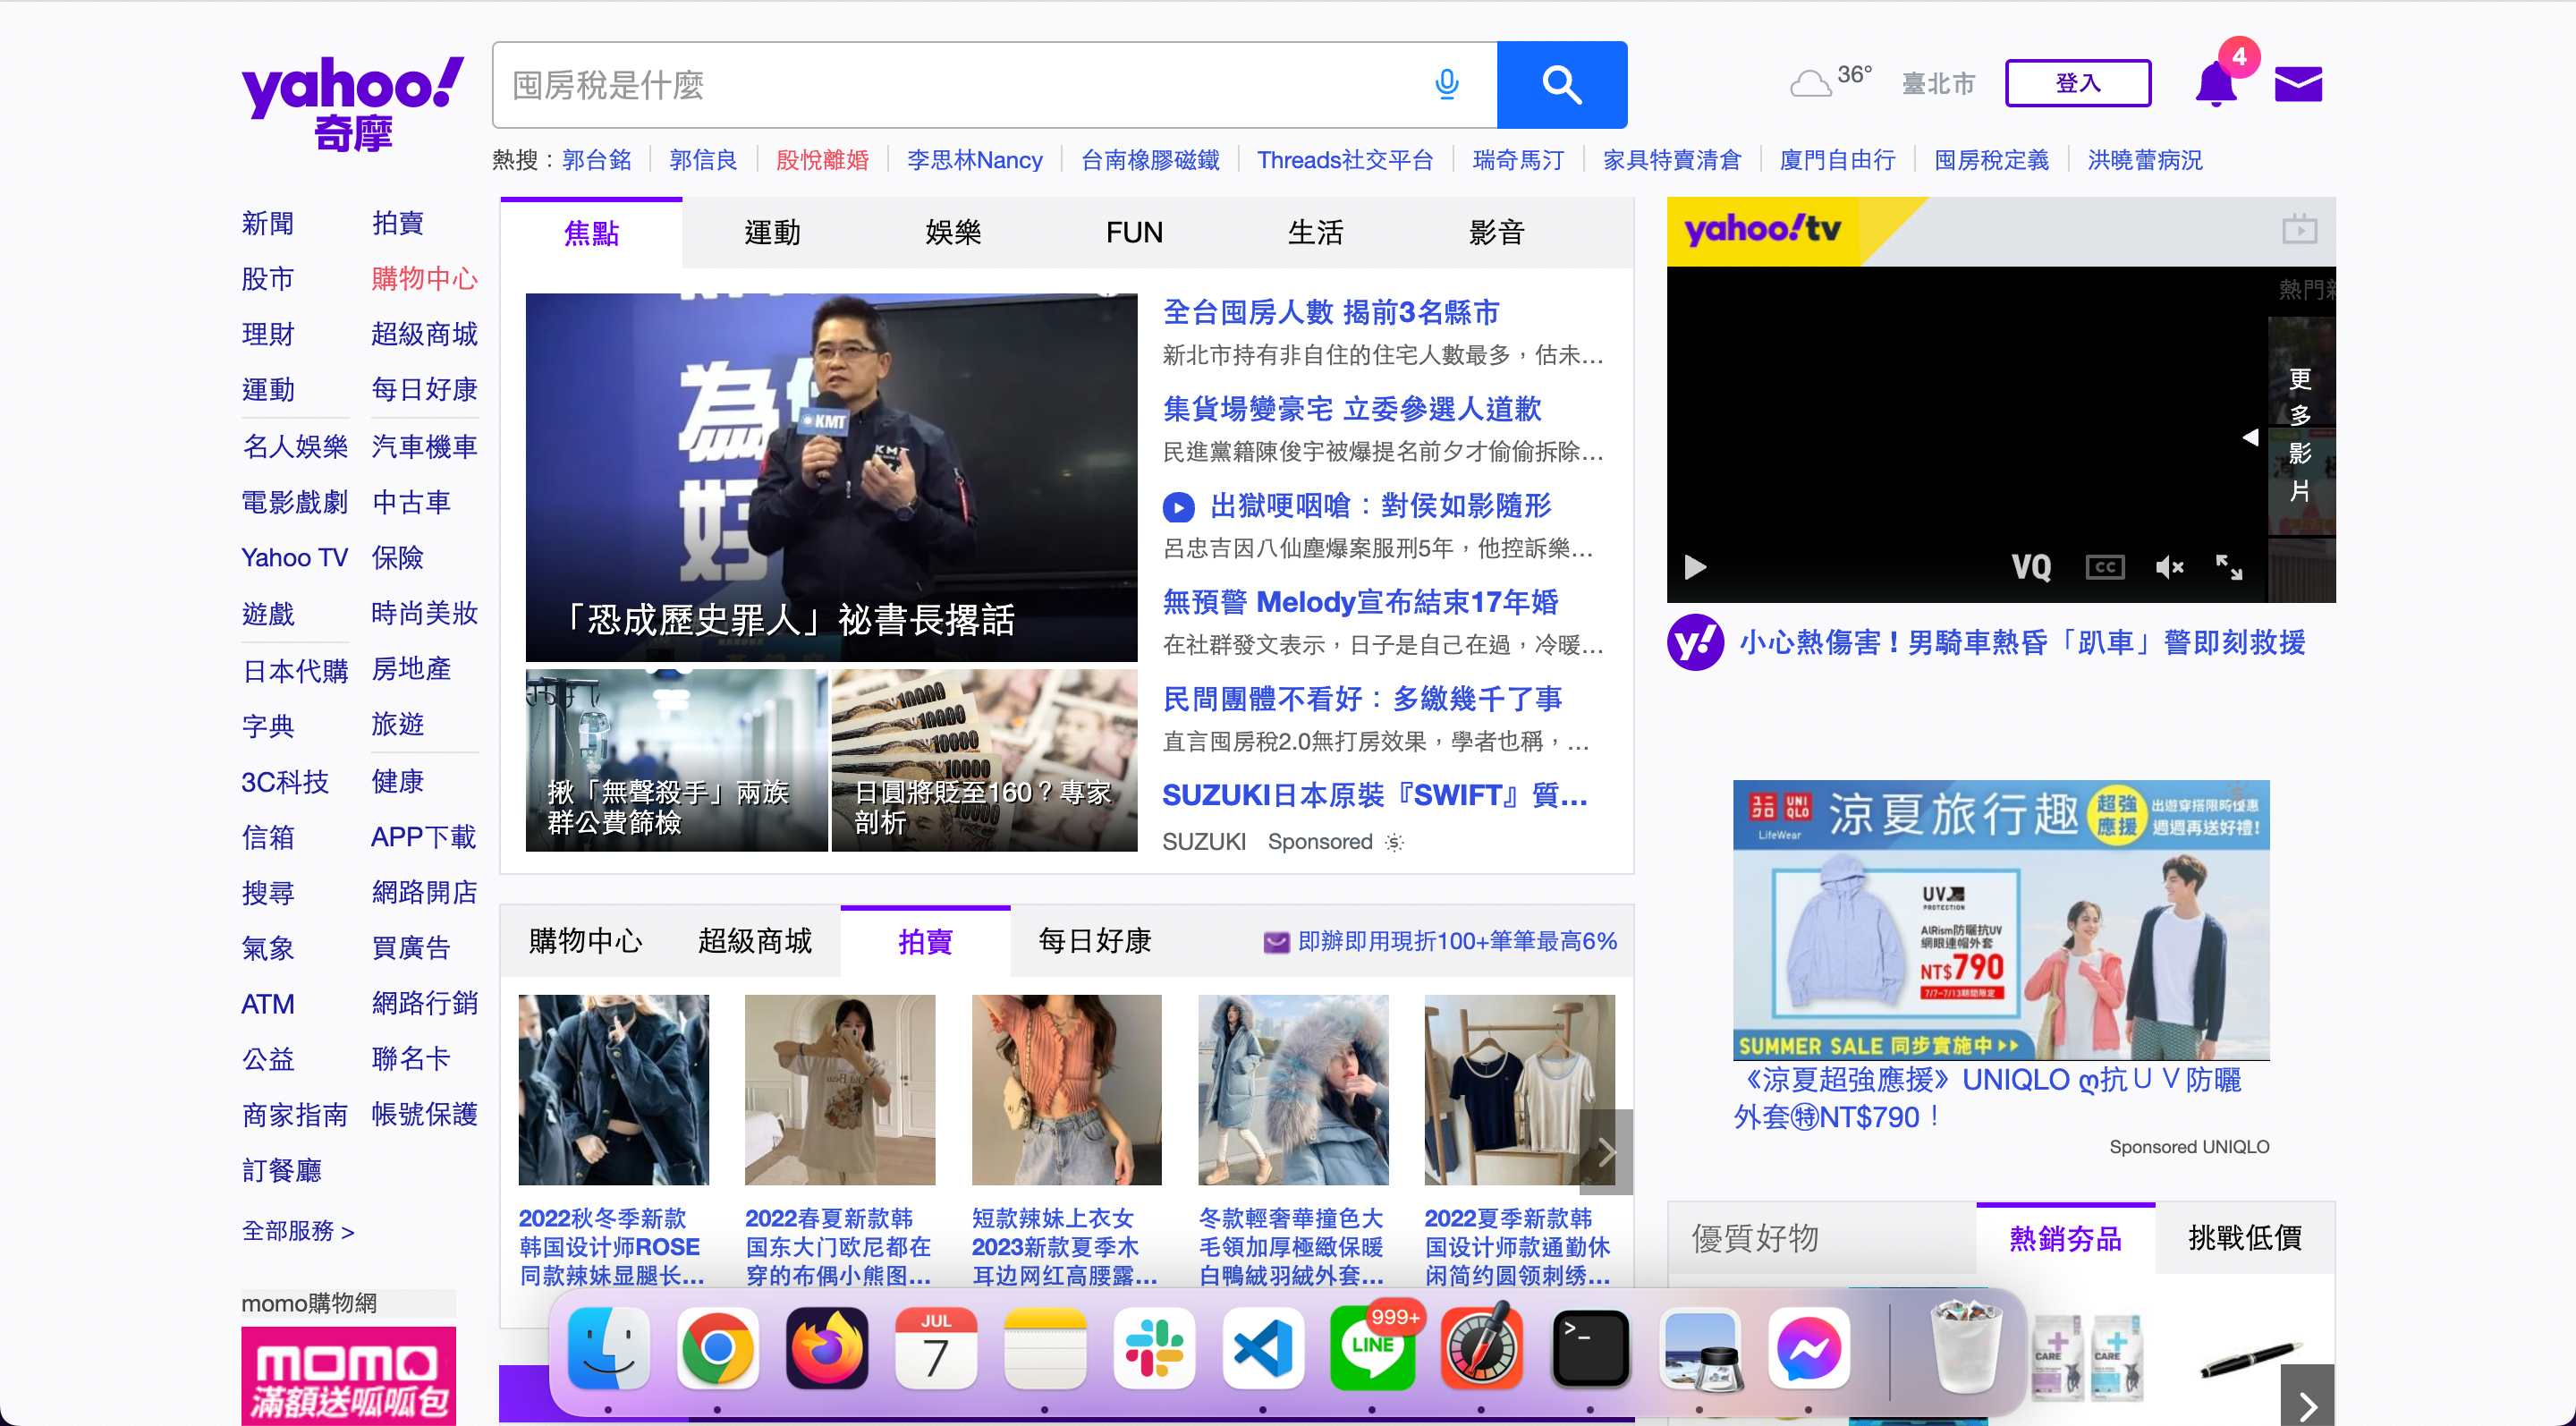 yahoo!
奇摩
囤房稅是什麼
36°
臺北市
登入
4
熱搜：
郭台銘
郭信良
殷悅離婚
李思林Nancy
台南橡膠磁鐵
Threads社交平台
瑞奇馬汀
家具特賣清倉
廈門自由行
囤房稅定義
洪曉蕾病況
新聞
拍賣
股市
購物中心
理財
超級商城
運動
每日好康
名人娛樂
汽車機車
電影戲劇
中古車
Yahoo TV
保險
遊戲
時尚美妝
日本代購
房地產
字典
旅遊
3C科技
健康
信箱
APP下載
搜尋
網路開店
氣象
買廣告
ATM
網路行銷
公益
聯名卡
商家指南
帳號保護
訂餐廳
全部服務 >
momo購物網
momo
滿額送呱呱包
焦點
運動
娛樂
FUN
生活
影音
KMT
KMT
「恐成歷史罪人」祕書長撂話
揪「無聲殺手」兩族
群公費篩檢
10000
10000
10000
10000
10000
日圓將貶至160？專家
剖析
全台囤房人數 揭前3名縣市
新北市持有非自住的住宅人數最多，估未...
集貨場變豪宅 立委參選人道歉
民進黨籍陳俊宇被爆提名前夕才偷偷拆除...
出獄哽咽嗆：對侯如影隨形
呂忠吉因八仙塵爆案服刑5年，他控訴樂...
無預警 Melody宣布結束17年婚
在社群發文表示，日子是自己在過，冷暖...
民間團體不看好：多繳幾千了事
直言囤房稅2.0無打房效果，學者也稱，...
SUZUKI日本原裝『SWIFT』質...
SUZUKI
Sponsored
購物中心
超級商城
拍賣
每日好康
即辦即用現折100+筆筆最高6%
2022秋冬季新款
韩国设计师ROSE
同款辣妹显腿长...
2022春夏新款韩
国东大门欧尼都在
穿的布偶小熊图...
短款辣妹上衣女
2023新款夏季木
耳边网红高腰露...
冬款輕奢華撞色大
毛領加厚極緻保暖
白鴨絨羽絨外套...
2022夏季新款韩
国设计师款通勤休
闲简约圆领刺绣...
yahoo!tv
更
多
影
片
VQ
CC
y!
小心熱傷害！男騎車熱昏「趴車」警即刻救援
UNI
QLO
LifeWear
涼夏旅行趣
超強
應援
出遊穿搭限時優惠
週週再送好禮！
UV
PROTECTION
AIRism防曬抗UV
網眼連帽外套
NT$790
7/7-7/13期間限定
SUMMER SALE 同步實施中
《涼夏超強應援》UNIQLO ღ抗ＵＶ防曬
外套㊕NT$790！
Sponsored UNIQLO
優質好物
熱銷夯品
挑戰低價
CARE
CARE
JUL
7
999+
LINE
>_